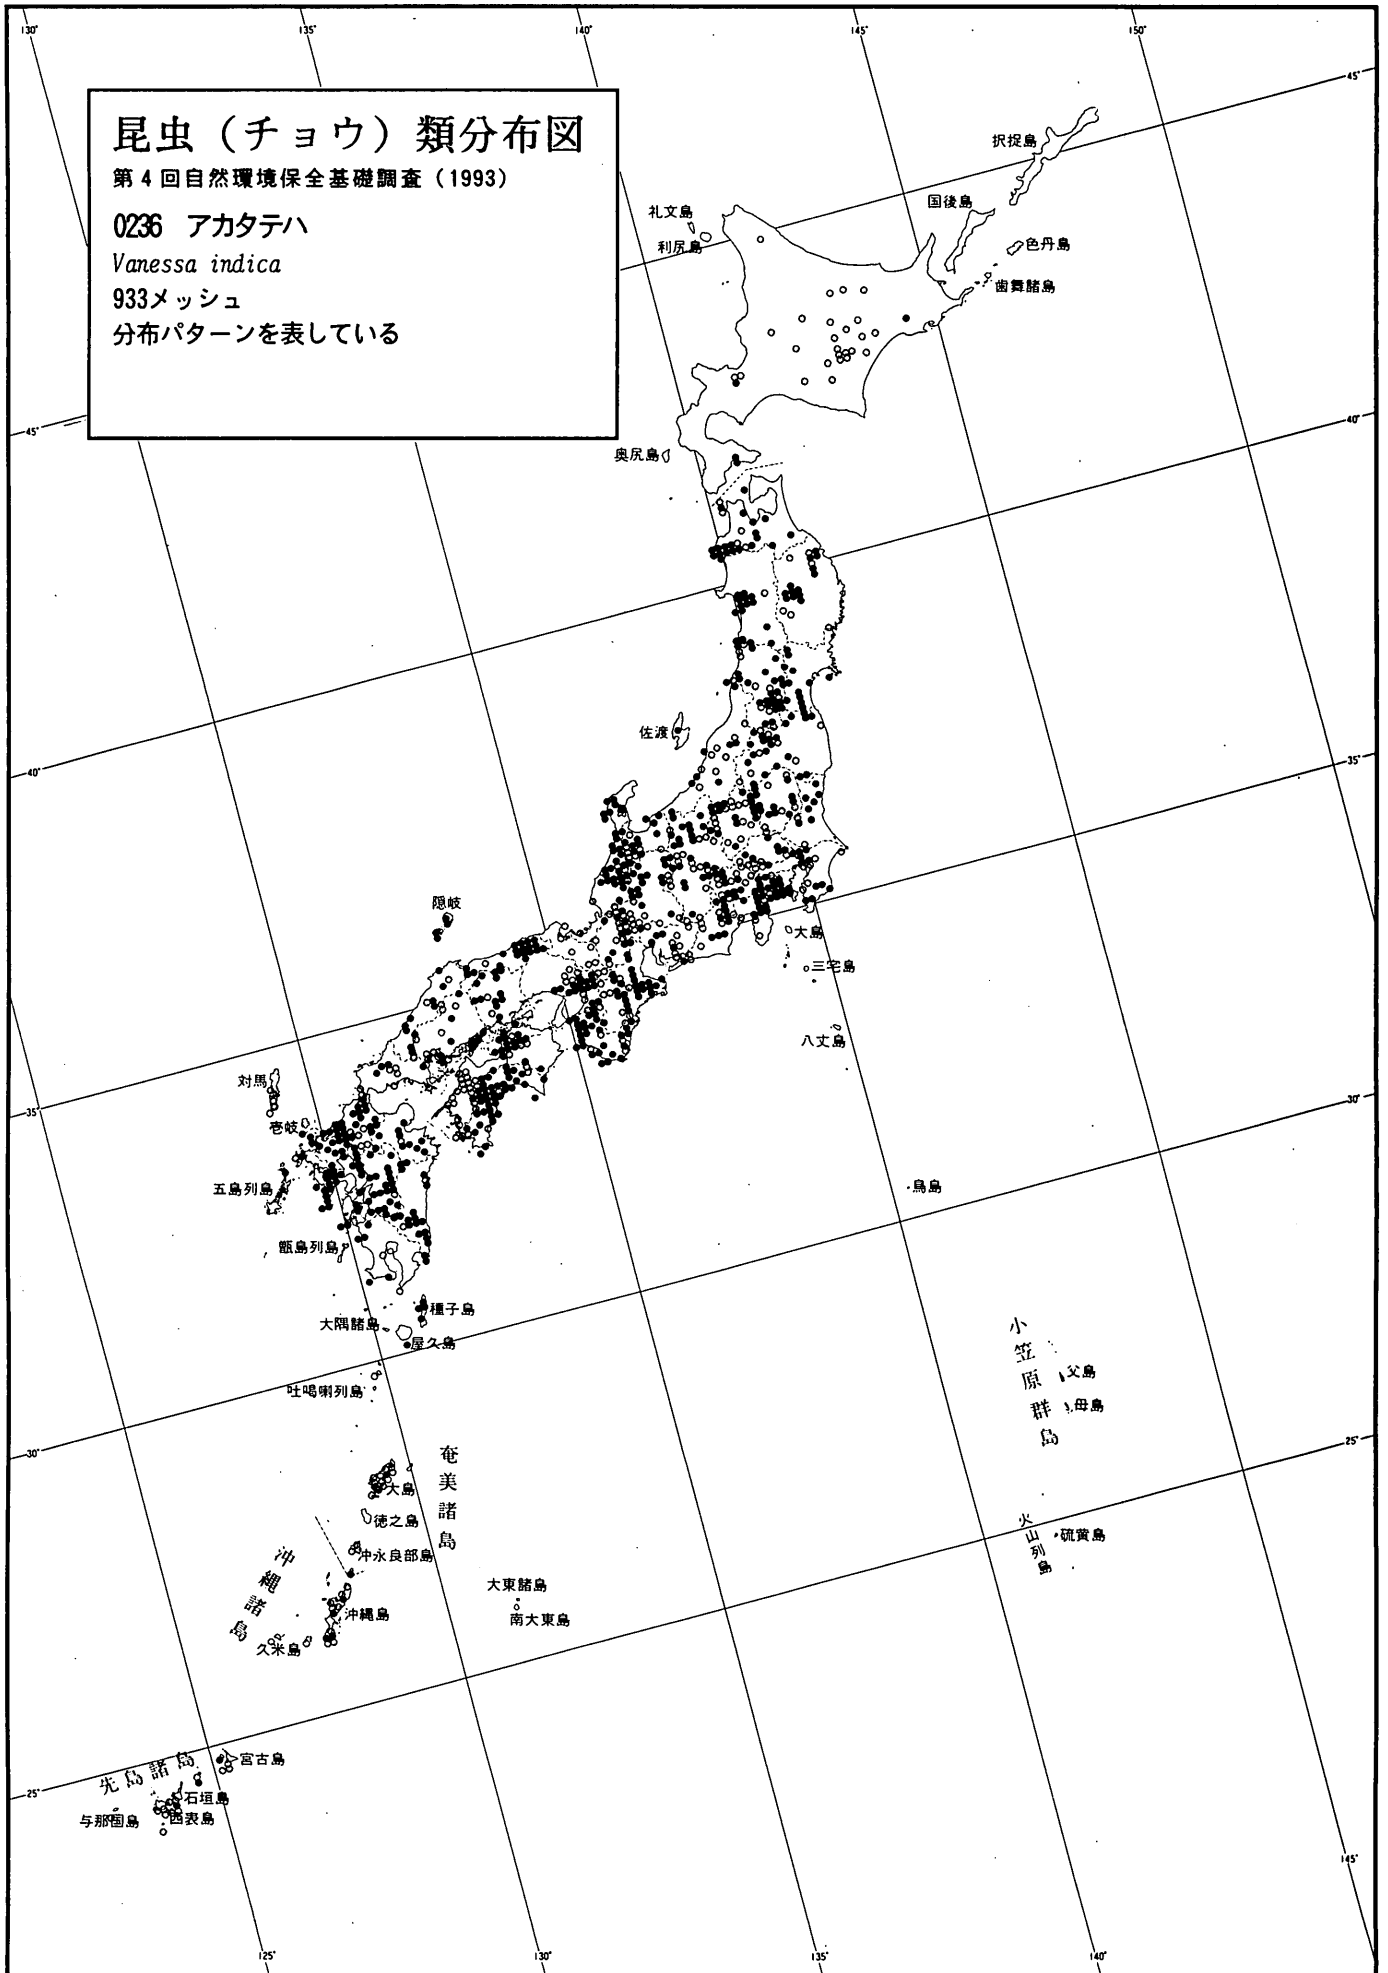 130°
135°
140°
145°
150°
昆虫（チョウ）類分布図
第4回自然環境保全基礎調査（1993）
0236　アカタテハ
Vanessa indica
933メッシュ
分布パターンを表している
45°
択捉島
国後島
礼文島
利尻島
色丹島
歯舞諸島
45°
40°
奥尻島
佐渡
40°
35°
隠岐
大島
三宅島
八丈島
対馬
35°
壱岐
30°
五島列島
鳥島
甑島列島
種子島
大隅諸島
屋久島
吐噶喇列島
小笠原群島
父島
母島
30°
25°
奄美諸島
大島
徳之島
火山列島
硫黄島
沖永良部島
沖縄諸島
大東諸島
南大東島
沖縄島
久米島
宮古島
先島諸島
25°
石垣島
与那国島
西表島
145°
125°
130°
135°
140°